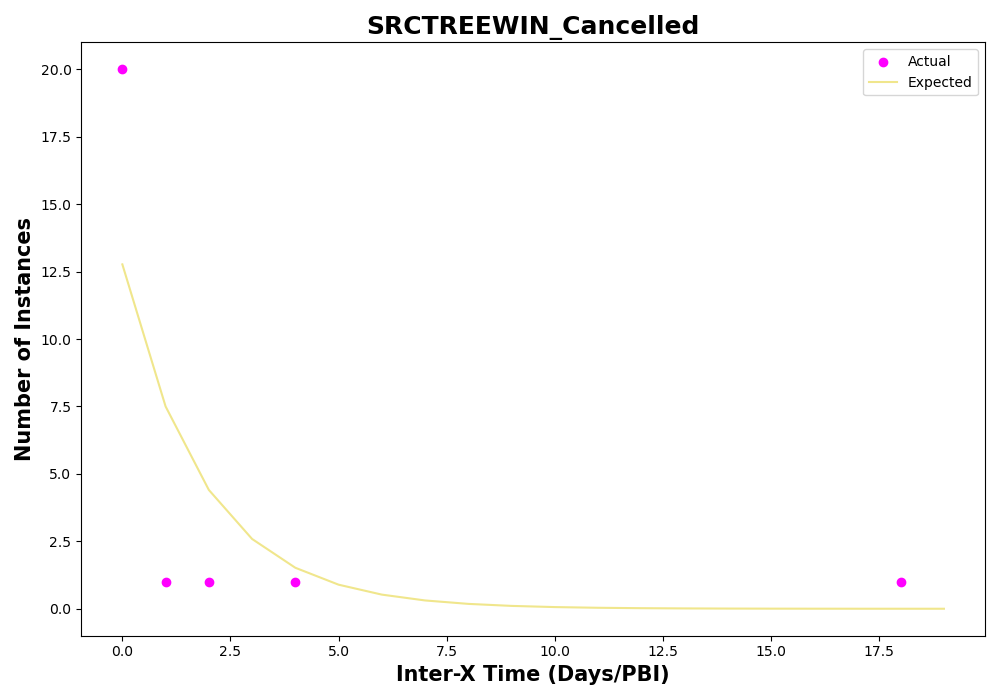 SRCTREEWIN_Cancelled
Actual
Expected
20.0
17.5
15.0
12.5
10.0
7.5
5.0
2.5
0.0
Number of Instances
0.0 2.5 5.0 7.5 10.0 12.5 15.0 17.5
Inter-X Time (Days/PBI)